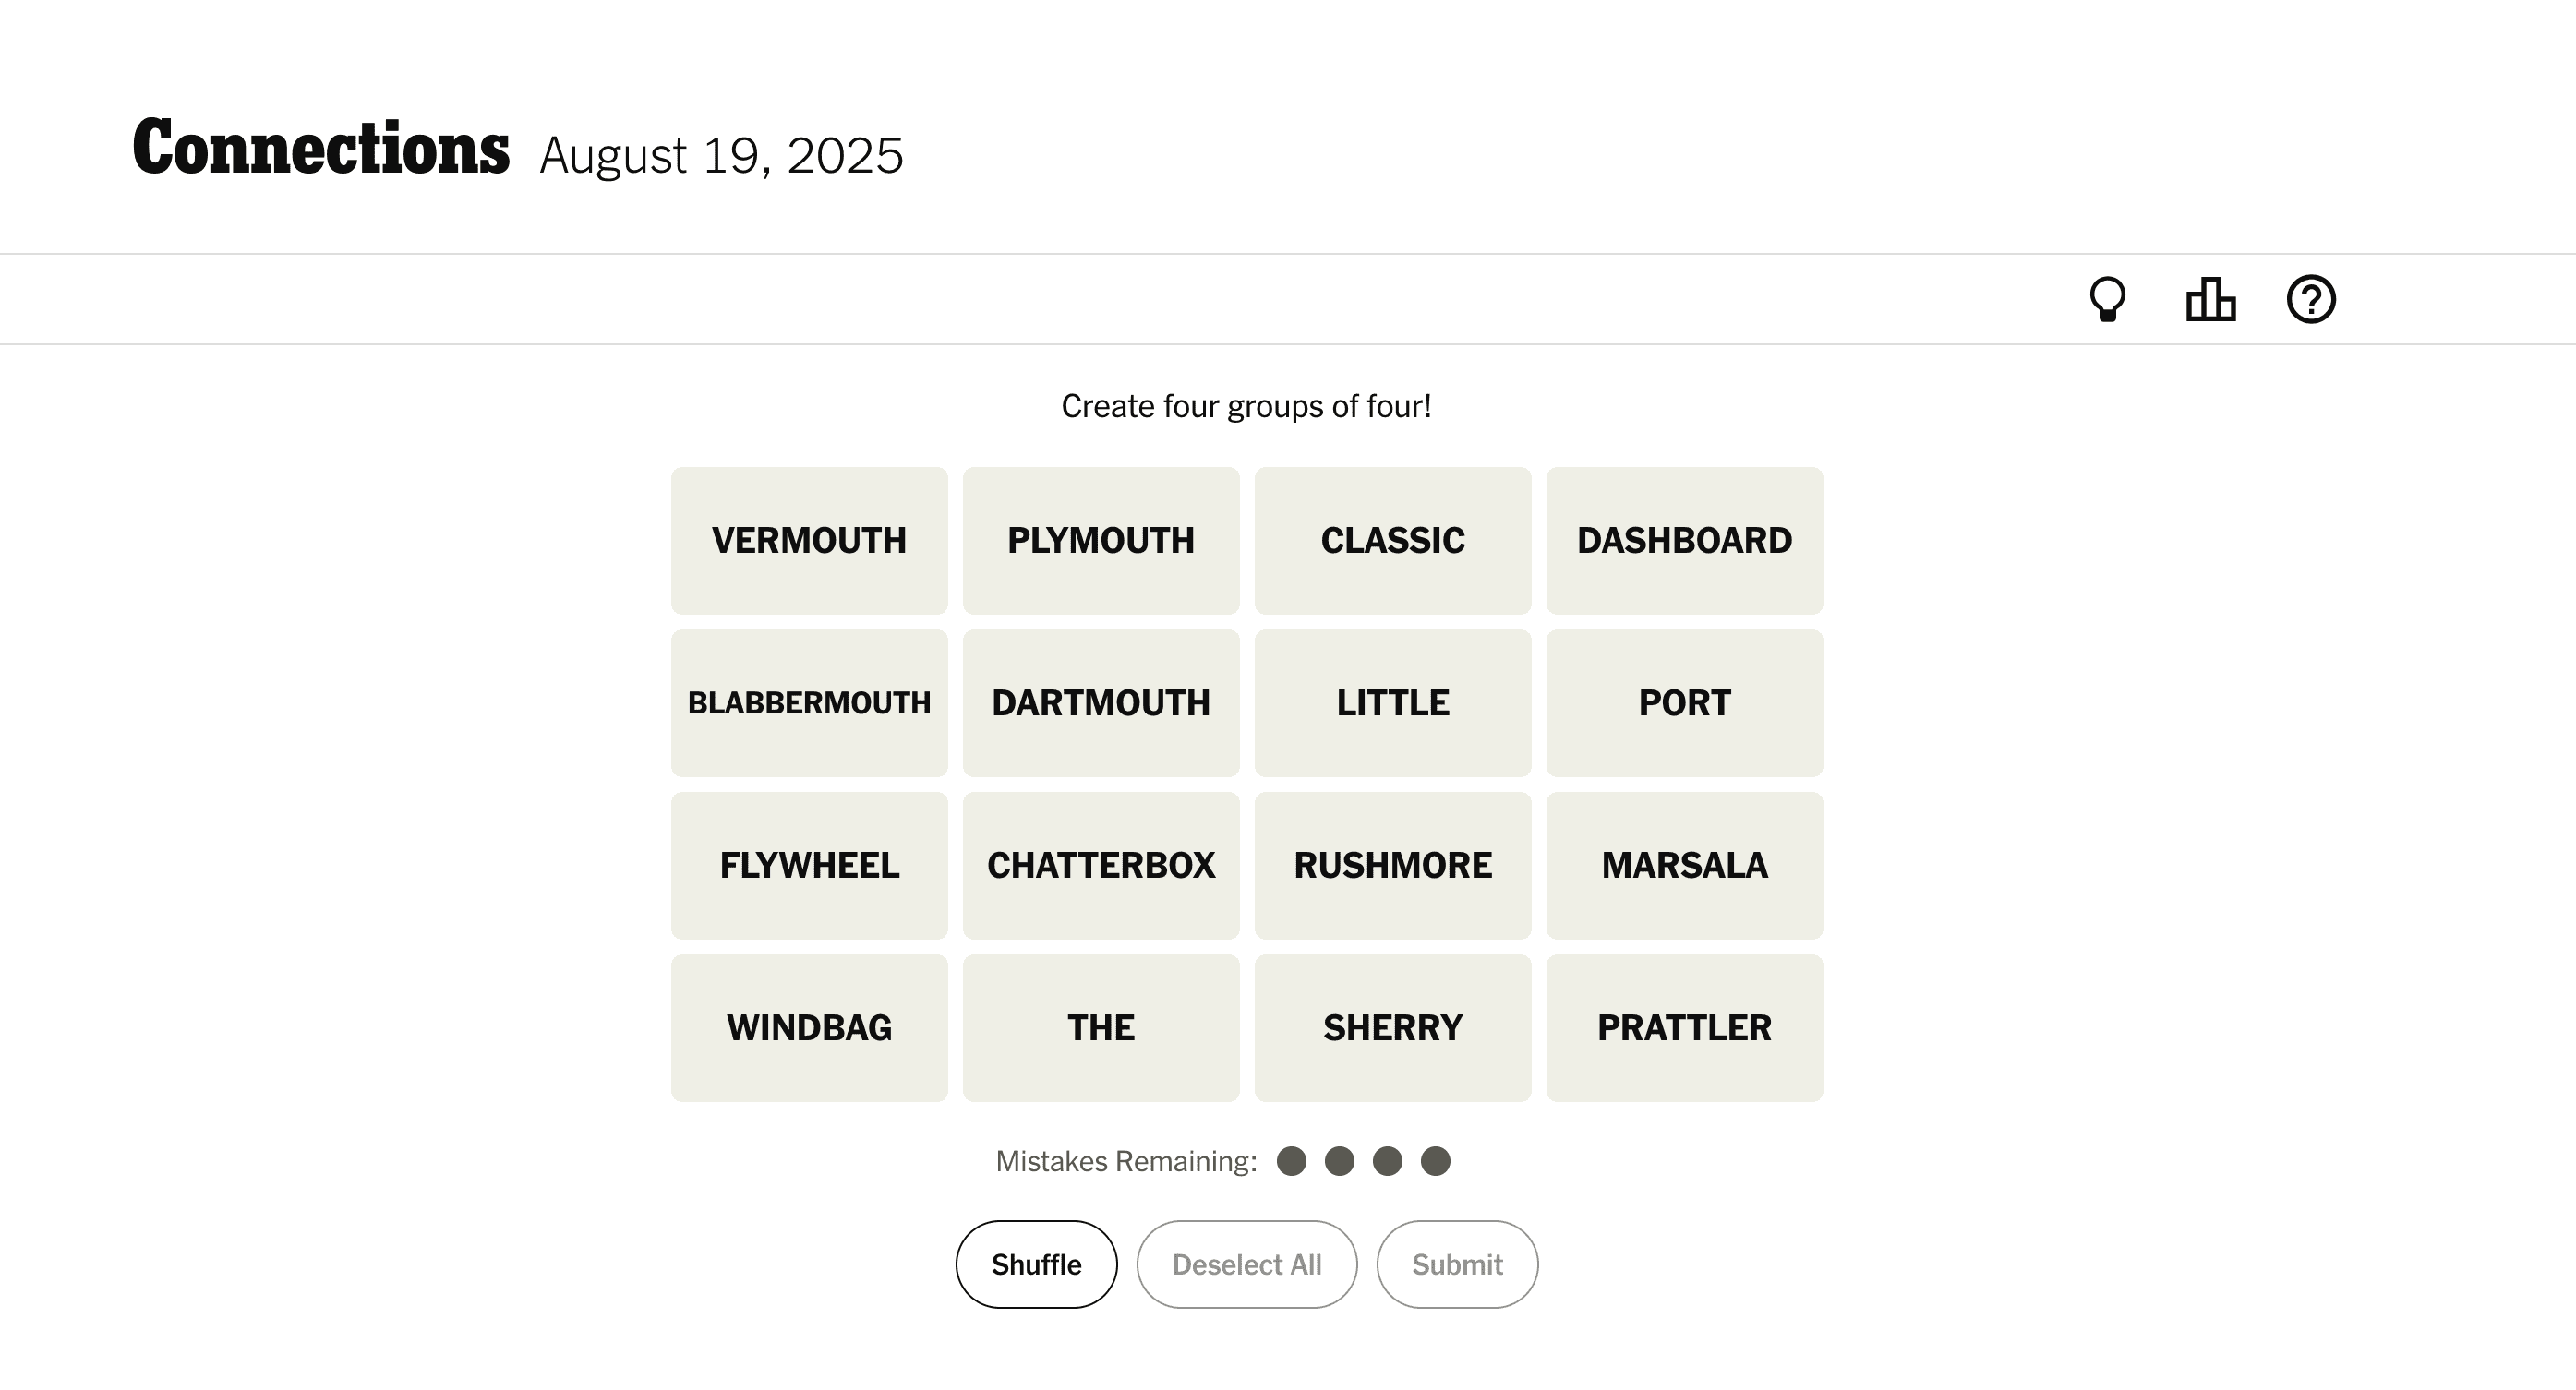 Connections August 19, 2025
Create four groups of four!
VERMOUTH PLYMOUTH CLASSIC DASHBOARD
BLABBERMOUTH DARTMOUTH LITTLE PORT
FLYWHEEL CHATTERBOX RUSHMORE MARSALA
WINDBAG THE SHERRY PRATTLER
Mistakes Remaining:
Shuffle Deselect All Submit